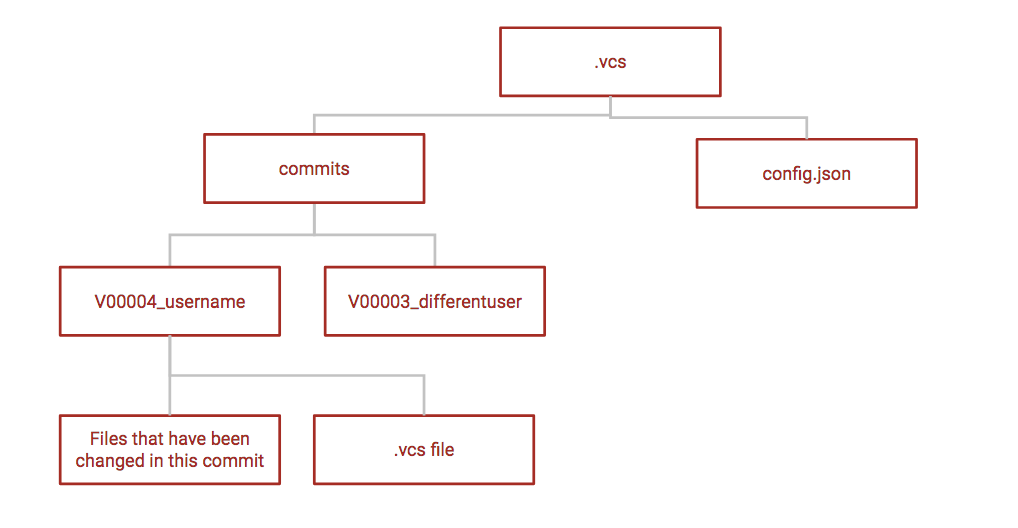 .vcs
commits
config.json
V00004_username
V00003_differentuser
Files that have been
changed in this commit
.vcs file